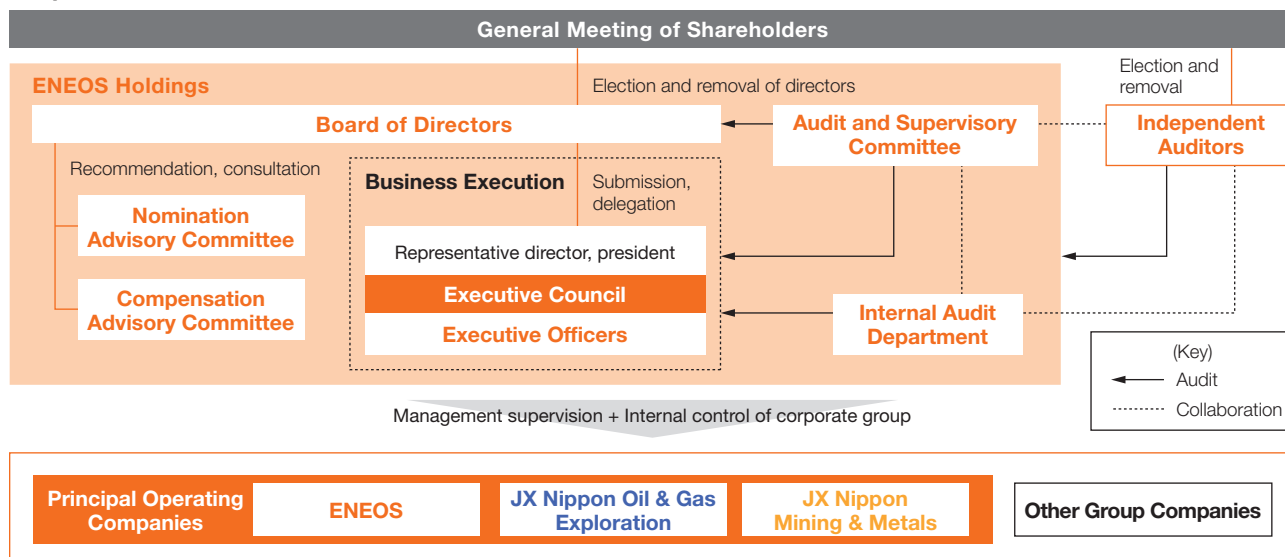 General Meeting of Shareholders
ENEOS Holdings
Election and removal of directors
Election and
removal
Board of Directors
Audit and Supervisory
Committee
Independent
Auditors
Recommendation, consultation
Business Execution
Submission,
delegation
Nomination
Advisory Committee
Representative director, president
Compensation
Advisory Committee
Executive Council
Executive Officers
Internal Audit
Department
(Key)
Audit
Collaboration
Management supervision + Internal control of corporate group
Principal Operating
Companies
ENEOS
JX Nippon Oil & Gas
Exploration
JX Nippon
Mining & Metals
Other Group Companies